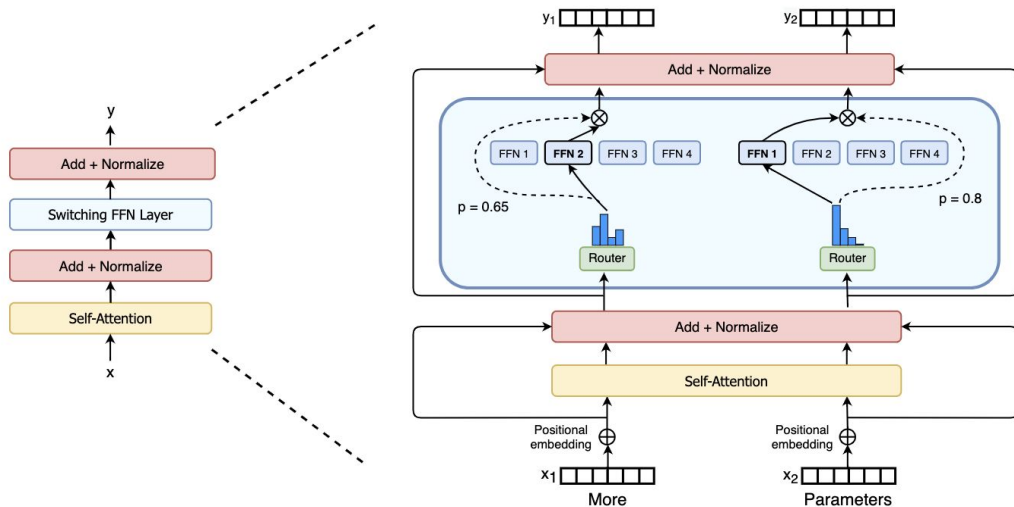 y
Add + Normalize
Switching FFN Layer
Add + Normalize
Self-Attention
x
y1 y2
Add + Normalize
FFN 1 FFN 2 FFN 3 FFN 4 FFN 1 FFN 2 FFN 3 FFN 4
p = 0.65 p = 0.8
Router Router
Add + Normalize
Self-Attention
Positional embedding Positional embedding
x1 x2
More Parameters